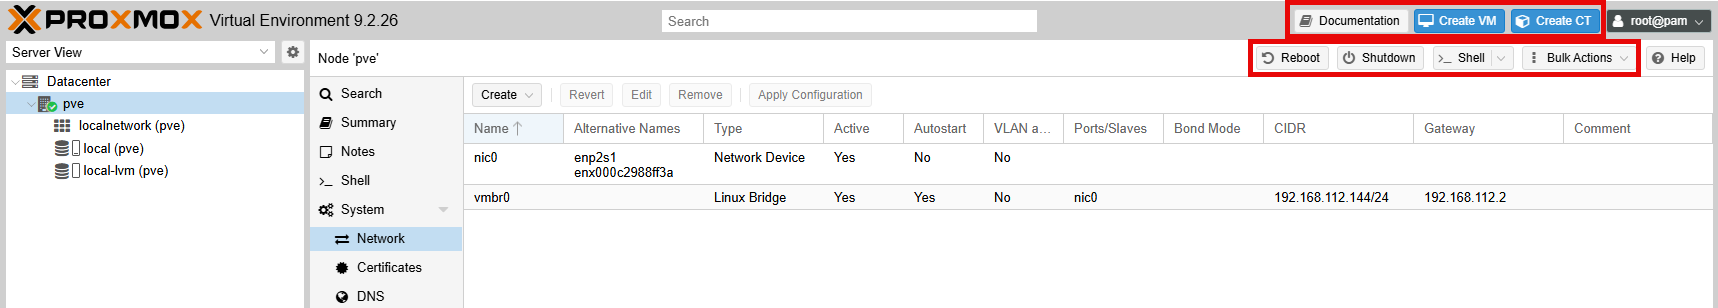 PROXMOX Virtual Environment 9.2.26 Search Documentation Create VM Create CT root@pam
Server View Node 'pve' Reboot Shutdown >_ Shell Bulk Actions Help
Datacenter
pve
localnetwork (pve)
local (pve)
local-lvm (pve)
Search
Summary
Notes
>_ Shell
System
Network
Certificates
DNS
Create Revert Edit Remove Apply Configuration
Name ↑ Alternative Names Type Active Autostart VLAN a... Ports/Slaves Bond Mode CIDR Gateway Comment
nic0 enp2s1 Network Device Yes No No
enx000c2988ff3a
vmbr0 Linux Bridge Yes Yes No nic0 192.168.112.144/24 192.168.112.2